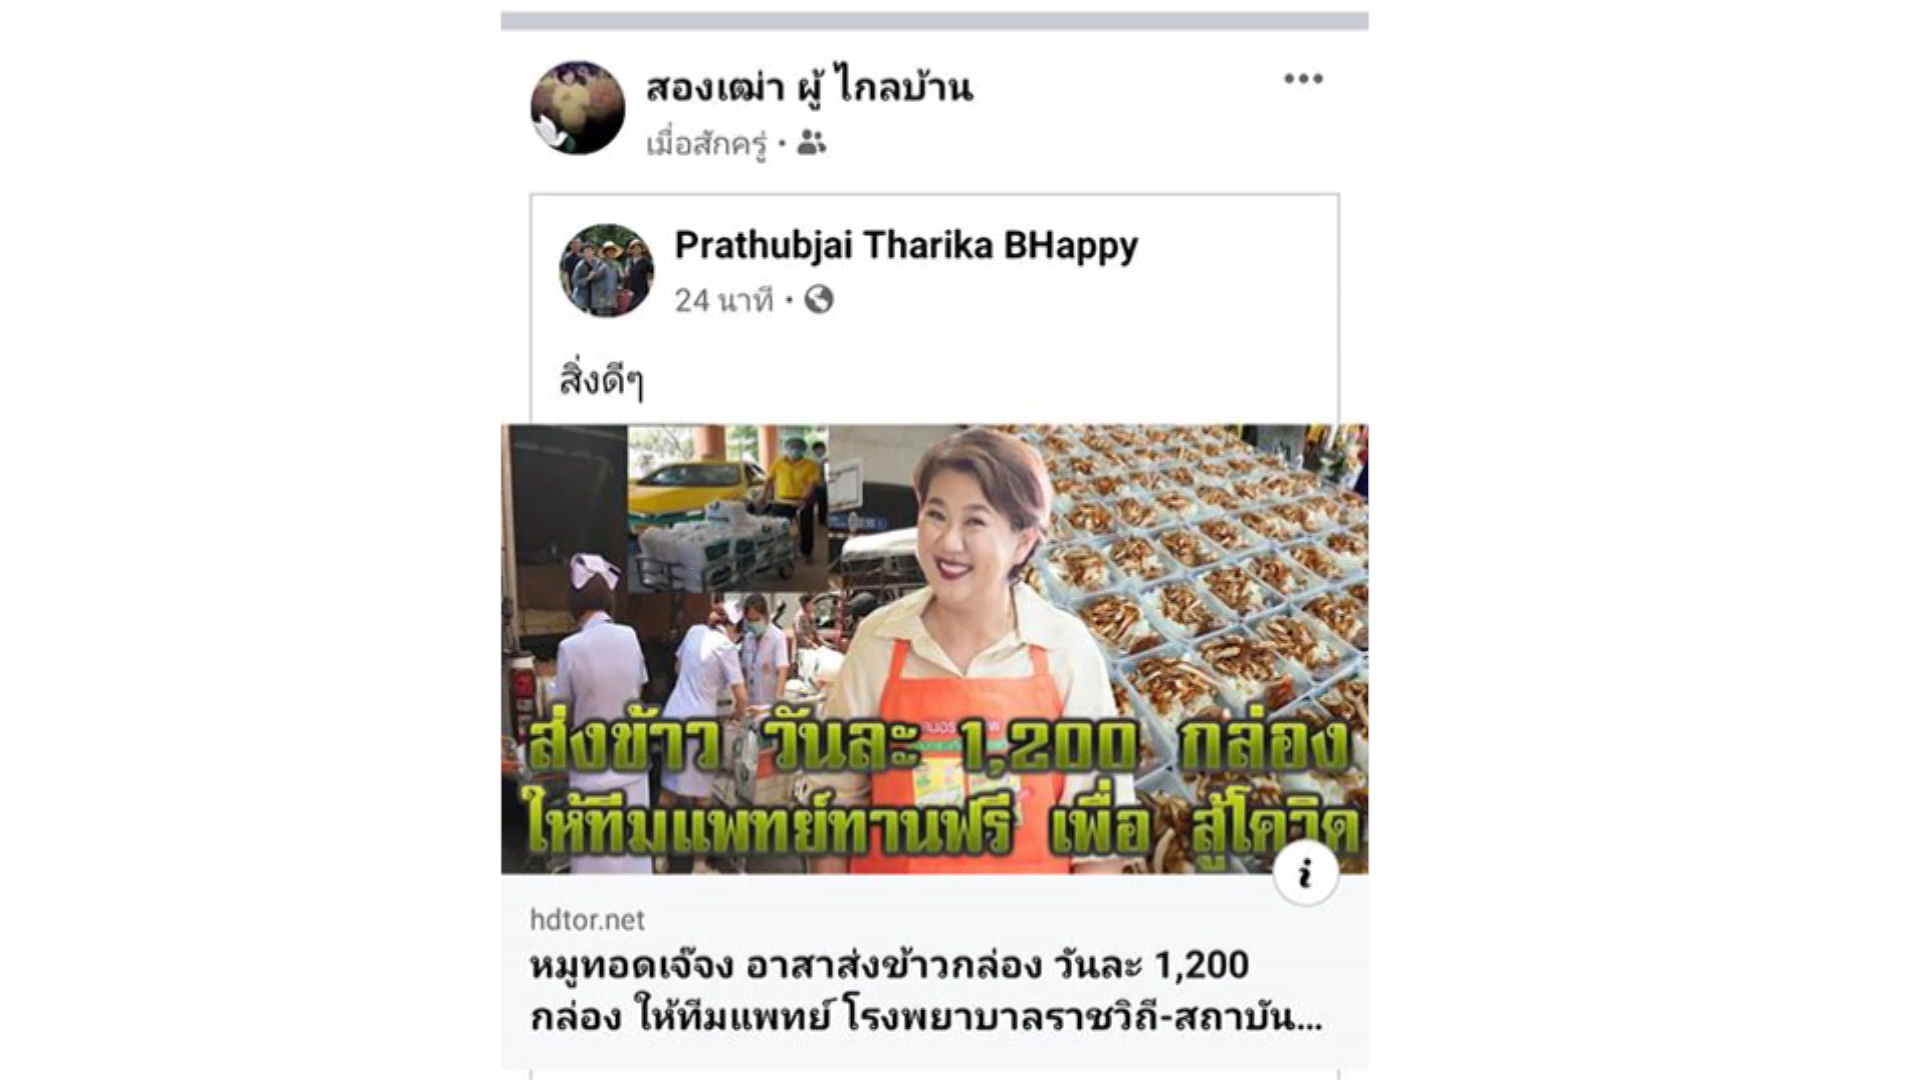 สองเฒ่า ผู้ ไกลบ้าน
เมื่อสักครู่ ·
Prathubjai Tharika BHappy
24 นาที ·
สิ่งดีๆ
ส่งข้าว วันละ 1,200 กล่อง
ให้ทีมแพทย์ทานฟรี เพื่อ สู้โควิด
hdtor.net
หมูทอดเจ๊จง อาสาส่งข้าวกล่อง วันละ 1,200
กล่อง ให้ทีมแพทย์ โรงพยาบาลราชวิถี-สถาบัน...